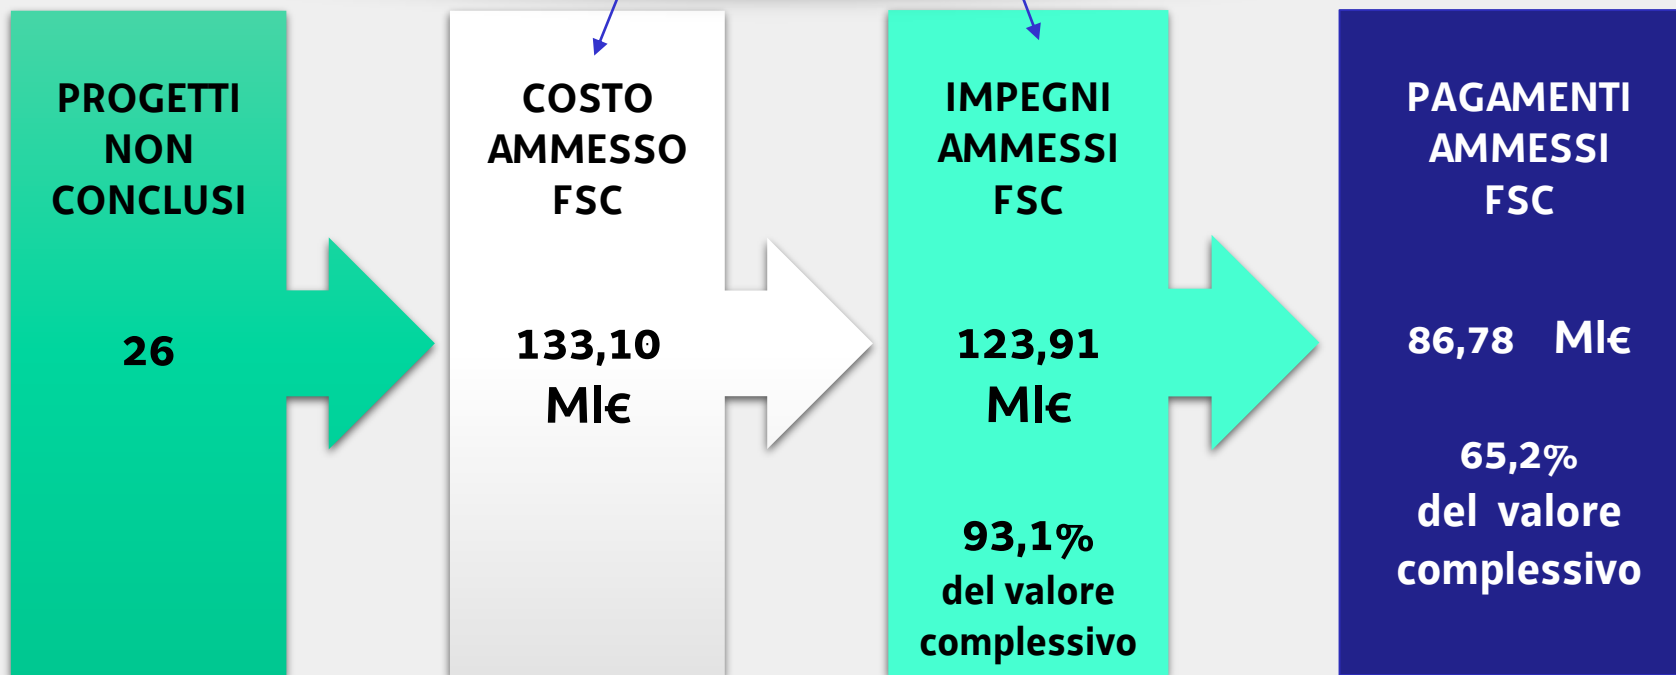 PROGETTI
NON
CONCLUSI
26
COSTO
AMMESSO
FSC
133,10
Ml€
IMPEGNI
AMMESSI
FSC
123,91
Ml€
93,1%
del valore
complessivo
PAGAMENTI
AMMESSI
FSC
86,78 Ml€
65,2%
del valore
complessivo